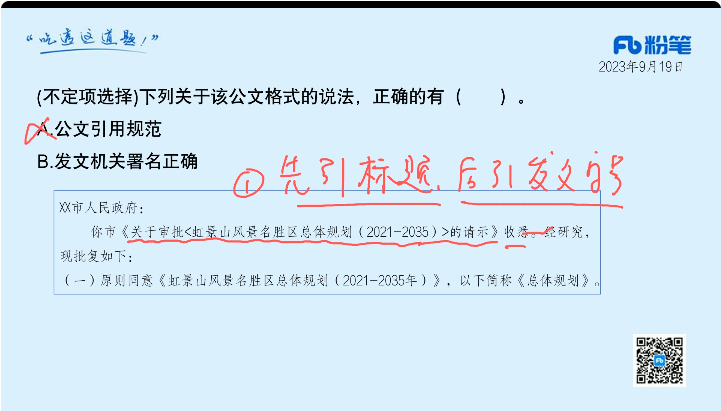 “吃透这道题！”
粉笔
2023年9月19日
(不定项选择)下列关于该公文格式的说法，正确的有（　　）。
A.公文引用规范
B.发文机关署名正确
①先引标题，后引发文字号
XX市人民政府：
你市《关于审批<虹景山风景名胜区总体规划（2021-2035）>的请示》收悉。经研究，
现批复如下：
（一）原则同意《虹景山风景名胜区总体规划（2021-2035年）》，以下简称《总体规划》。